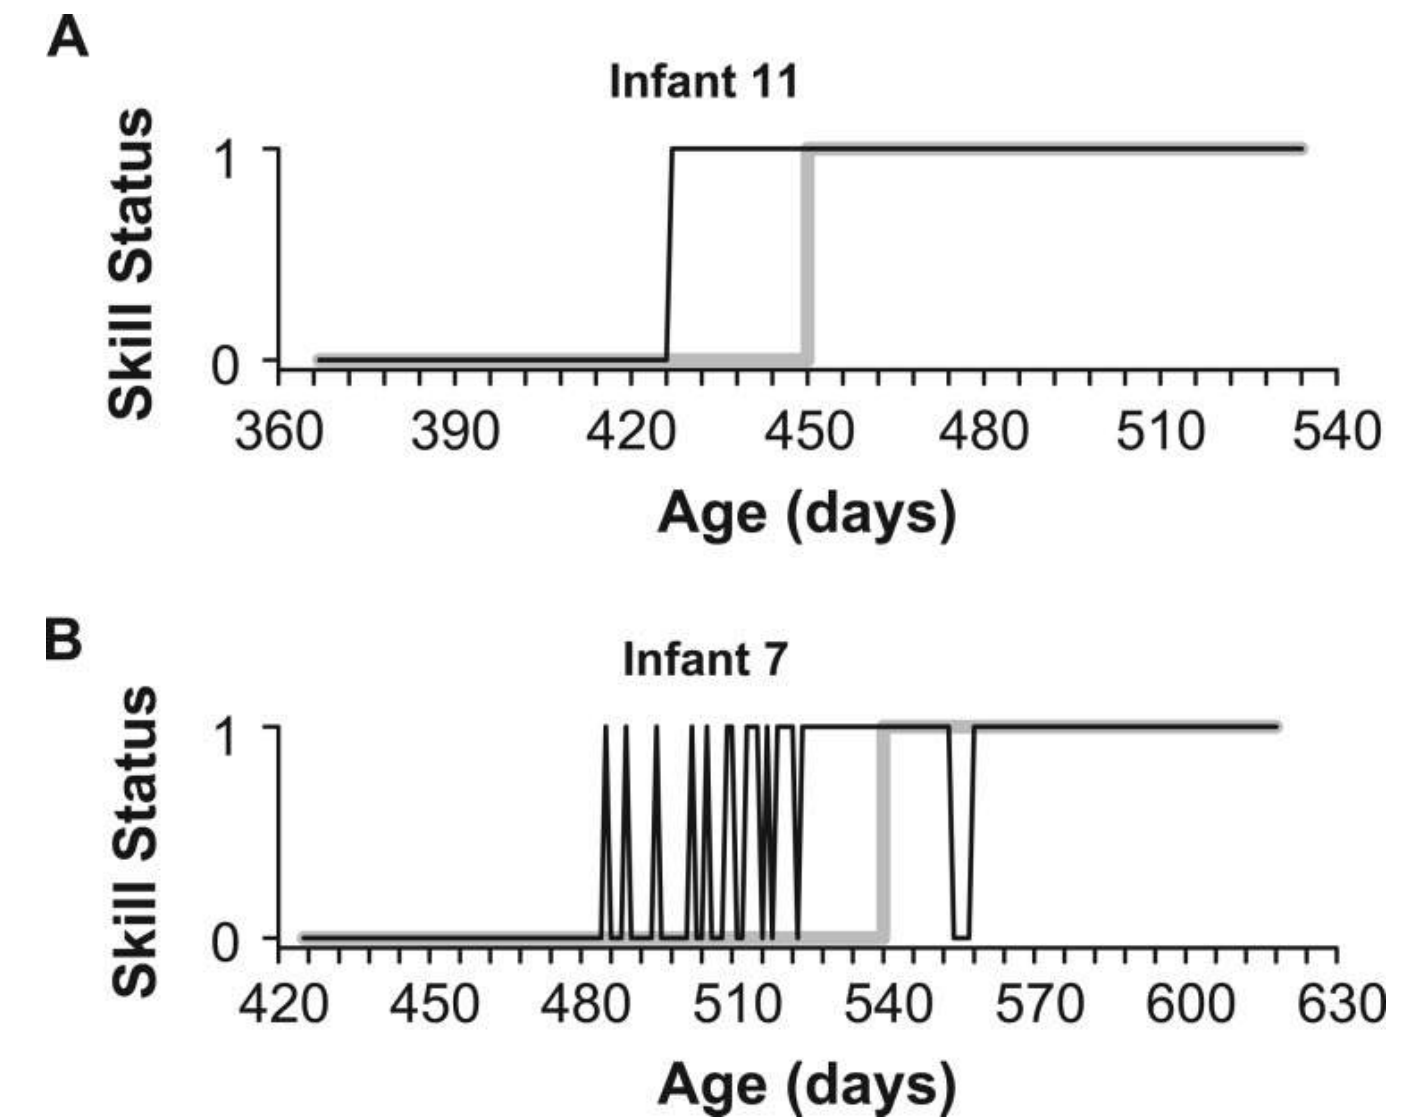 A
Infant 11
Skill Status
1
0
360 390 420 450 480 510 540
Age (days)
B
Infant 7
Skill Status
1
0
420 450 480 510 540 570 600 630
Age (days)